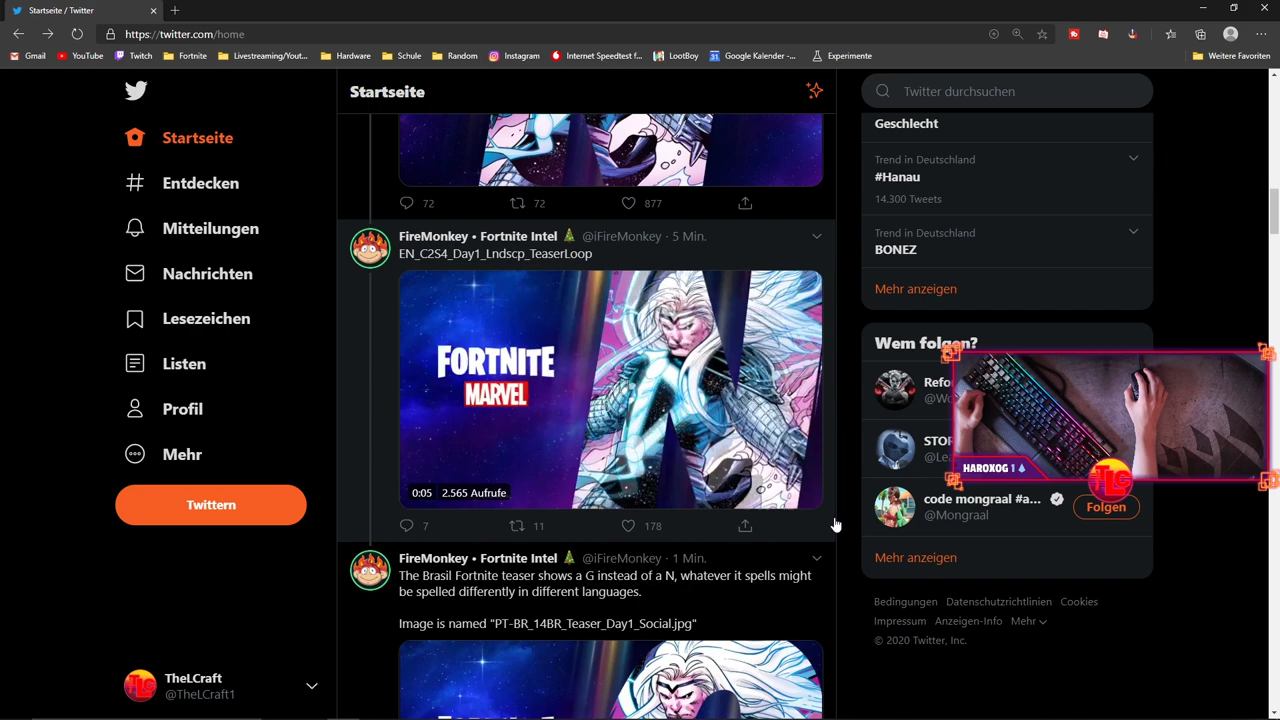 Startseite / Twitter
https://twitter.com/home
Gmail
YouTube
Twitch
Fortnite
Livestreaming/Yout...
Hardware
Schule
Random
Instagram
Internet Speedtest f...
LootBoy
Google Kalender -...
Experimente
Weitere Favoriten
Startseite
Entdecken
Mitteilungen
Nachrichten
Lesezeichen
Listen
Profil
Mehr
Twittern
TheLCraft
@TheLCraft1
Startseite
72
72
877
FireMonkey • Fortnite Intel 🎄 @iFireMonkey · 5 Min.
EN_C2S4_Day1_Lndscp_TeaserLoop
FORTNITE
MARVEL
0:05 2.565 Aufrufe
7
11
178
FireMonkey • Fortnite Intel 🎄 @iFireMonkey · 1 Min.
The Brasil Fortnite teaser shows a G instead of a N, whatever it spells might
be spelled differently in different languages.
Image is named "PT-BR_14BR_Teaser_Day1_Social.jpg"
Twitter durchsuchen
Geschlecht
Trend in Deutschland
#Hanau
14.300 Tweets
Trend in Deutschland
BONEZ
Mehr anzeigen
Wem folgen?
HAROXOG 1
TLC
code mongraal #a...
@Mongraal
Folgen
Mehr anzeigen
Bedingungen Datenschutzrichtlinien Cookies
Impressum Anzeigen-Info Mehr
© 2020 Twitter, Inc.